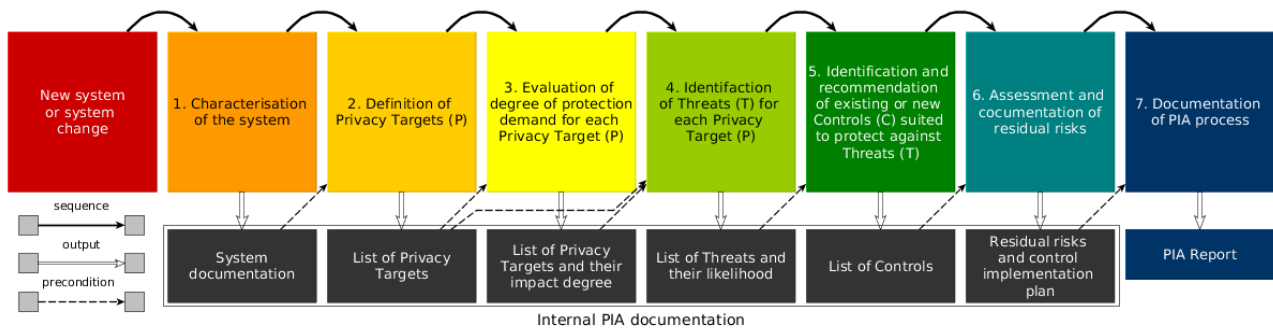 New system
or system
change
1. Characterisation
of the system
2. Definition of
Privacy Targets (P)
3. Evaluation of
degree of protection
demand for each
Privacy Target (P)
4. Identifaction
of Threats (T) for
each Privacy
Target (P)
5. Identification and
recommendation
of existing or new
Controls (C) suited
to protect against
Threats (T)
6. Assessment and
cocumentation of
residual risks
7. Documentation
of PIA process
sequence
output
precondition
System
documentation
List of Privacy
Targets
List of Privacy
Targets and their
impact degree
List of Threats and
their likelihood
List of Controls
Residual risks
and control
implementation
plan
PIA Report
Internal PIA documentation